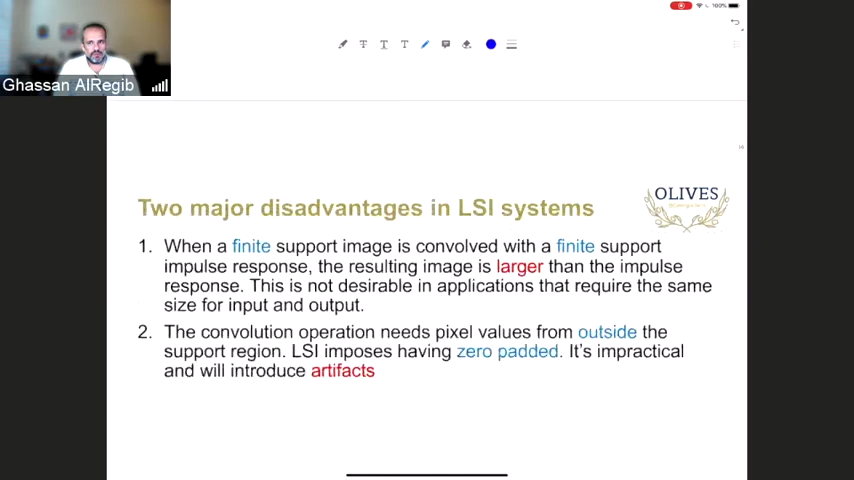 100%
Ghassan AlRegib
14
Two major disadvantages in LSI systems
OLIVES
1. When a finite support image is convolved with a finite support
impulse response, the resulting image is larger than the impulse
response. This is not desirable in applications that require the same
size for input and output.
2. The convolution operation needs pixel values from outside the
support region. LSI imposes having zero padded. It’s impractical
and will introduce artifacts